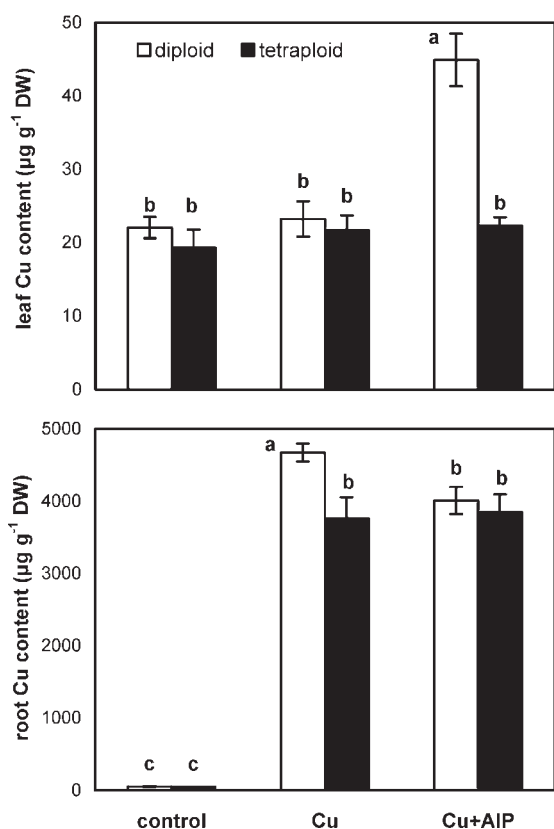 50
40
30
20
10
0
leaf Cu content (µg g-1 DW)
diploid tetraploid
a
b b b b b
5000
4000
3000
2000
1000
0
root Cu content (µg g-1 DW)
a
b b b
c c
control Cu Cu+AIP